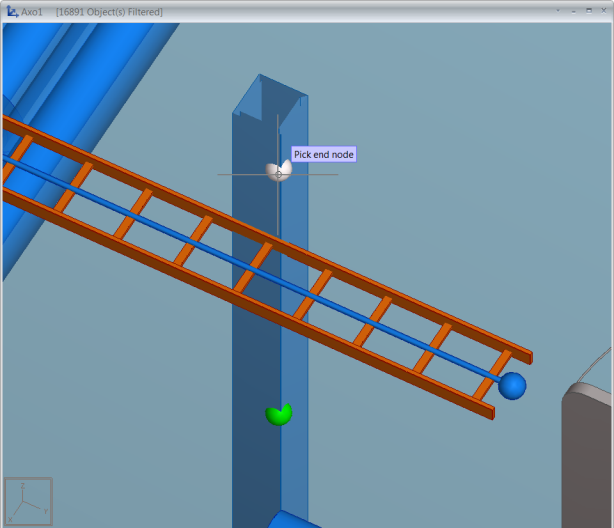 Axo1 [16891 Object(s) Filtered]
Pick end node
z
x y